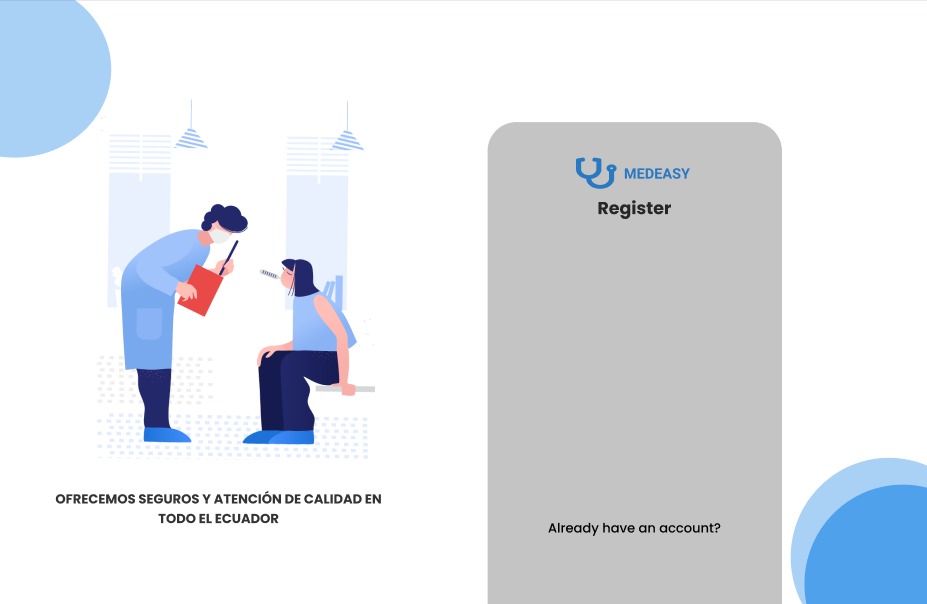 MEDEASY
Register
OFRECEMOS SEGUROS Y ATENCIÓN DE CALIDAD EN
TODO EL ECUADOR
Already have an account?